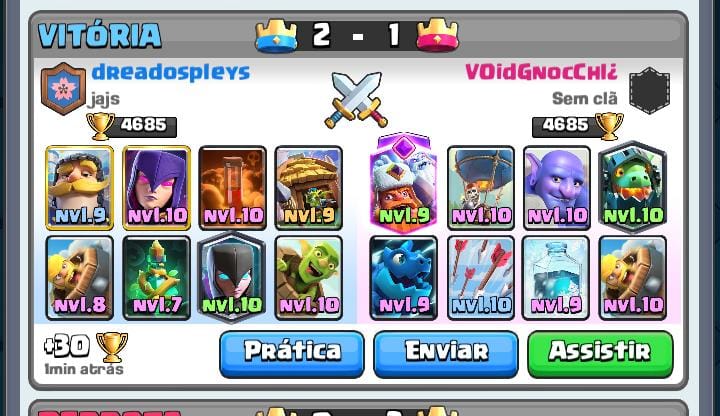 VITÓRIA 2 - 1
dreadospleys VOidGnocCHl¿
jajs Sem clã
4685 4685
Nvl.9 Nvl.10 Nvl.10 Nvl.9 Nvl.9 Nvl.10 Nvl.10 Nvl.10
Nvl.8 Nvl.7 Nvl.10 Nvl.10 Nvl.9 Nvl.10 Nvl.9 Nvl.10
+30 Prática Enviar Assistir
1min atrás